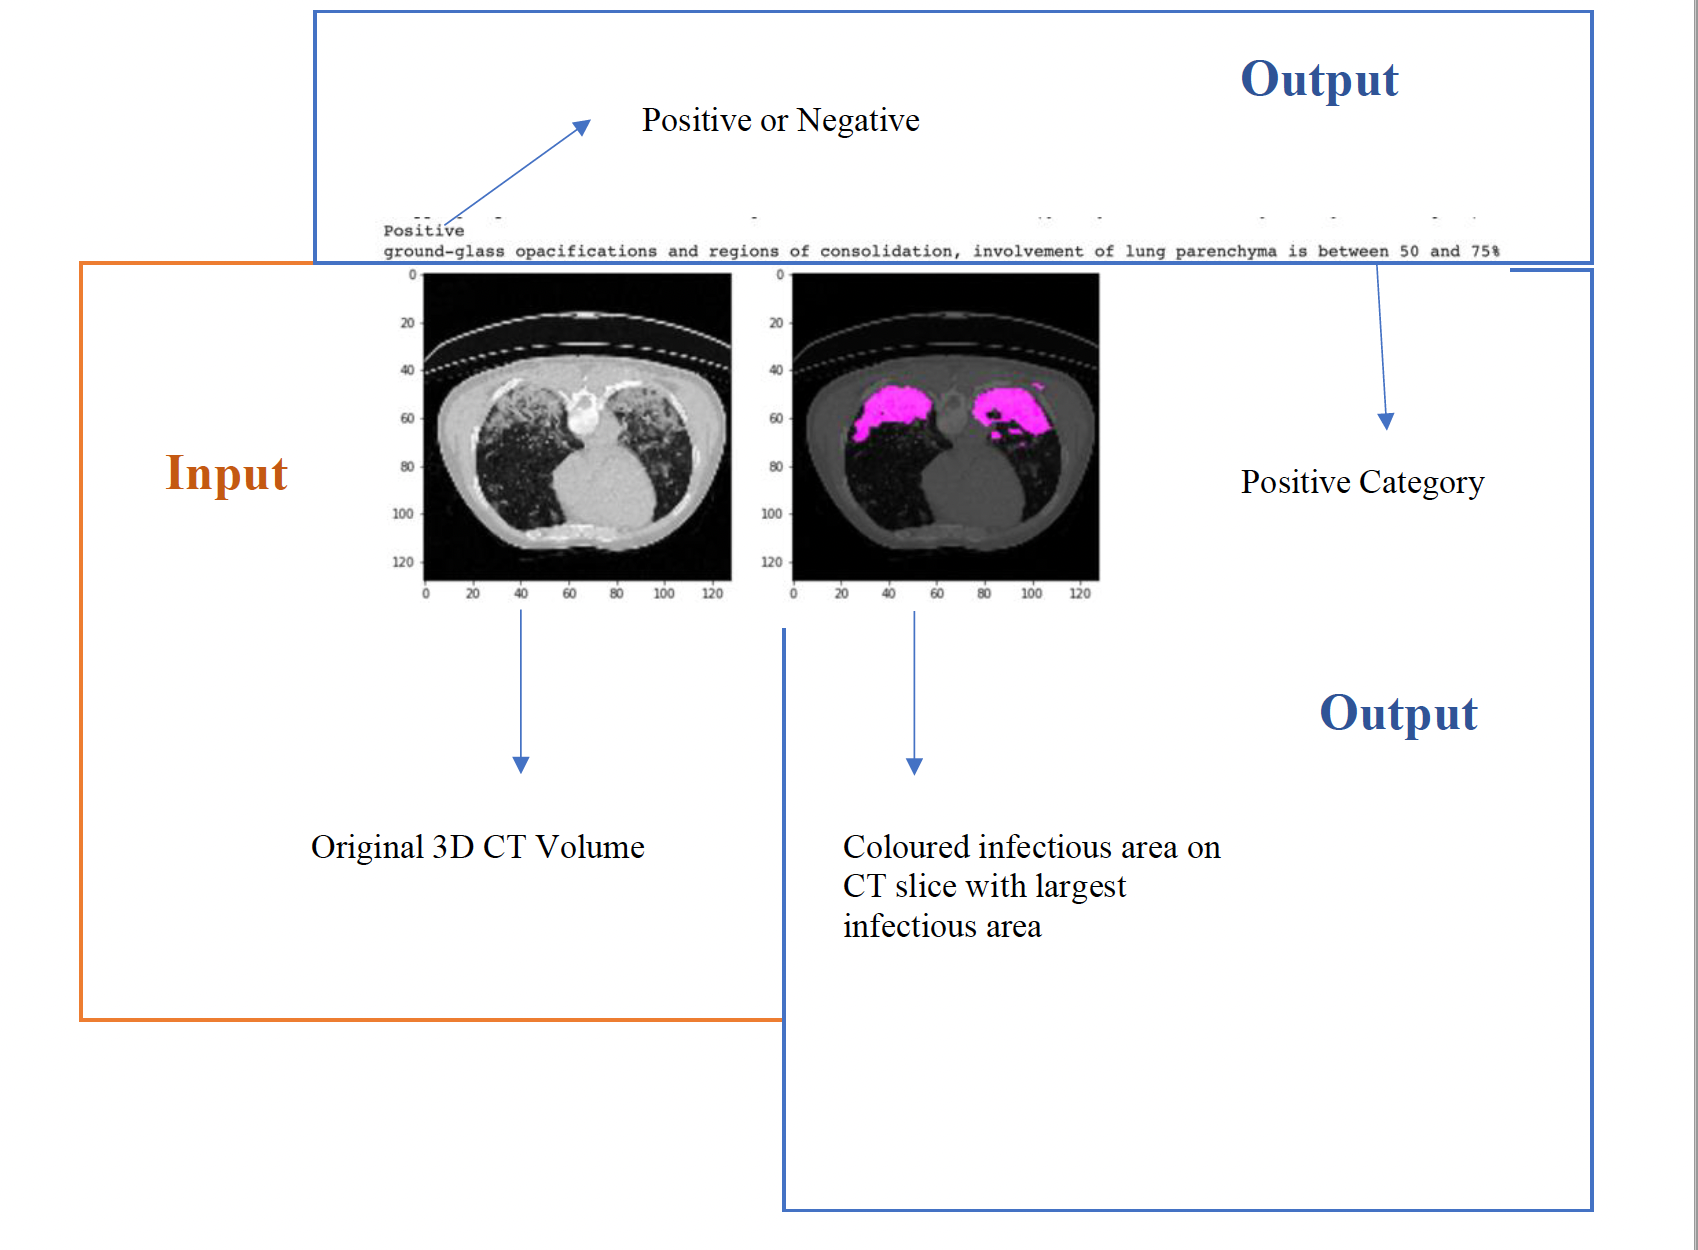 Output
Positive or Negative
Positive
ground-glass opacifications and regions of consolidation, involvement of lung parenchyma is between 50 and 75%
0
20
40
60
80
100
120
0 20 40 60 80 100 120
0
20
40
60
80
100
120
0 20 40 60 80 100 120
Input
Positive Category
Output
Original 3D CT Volume
Coloured infectious area on
CT slice with largest
infectious area